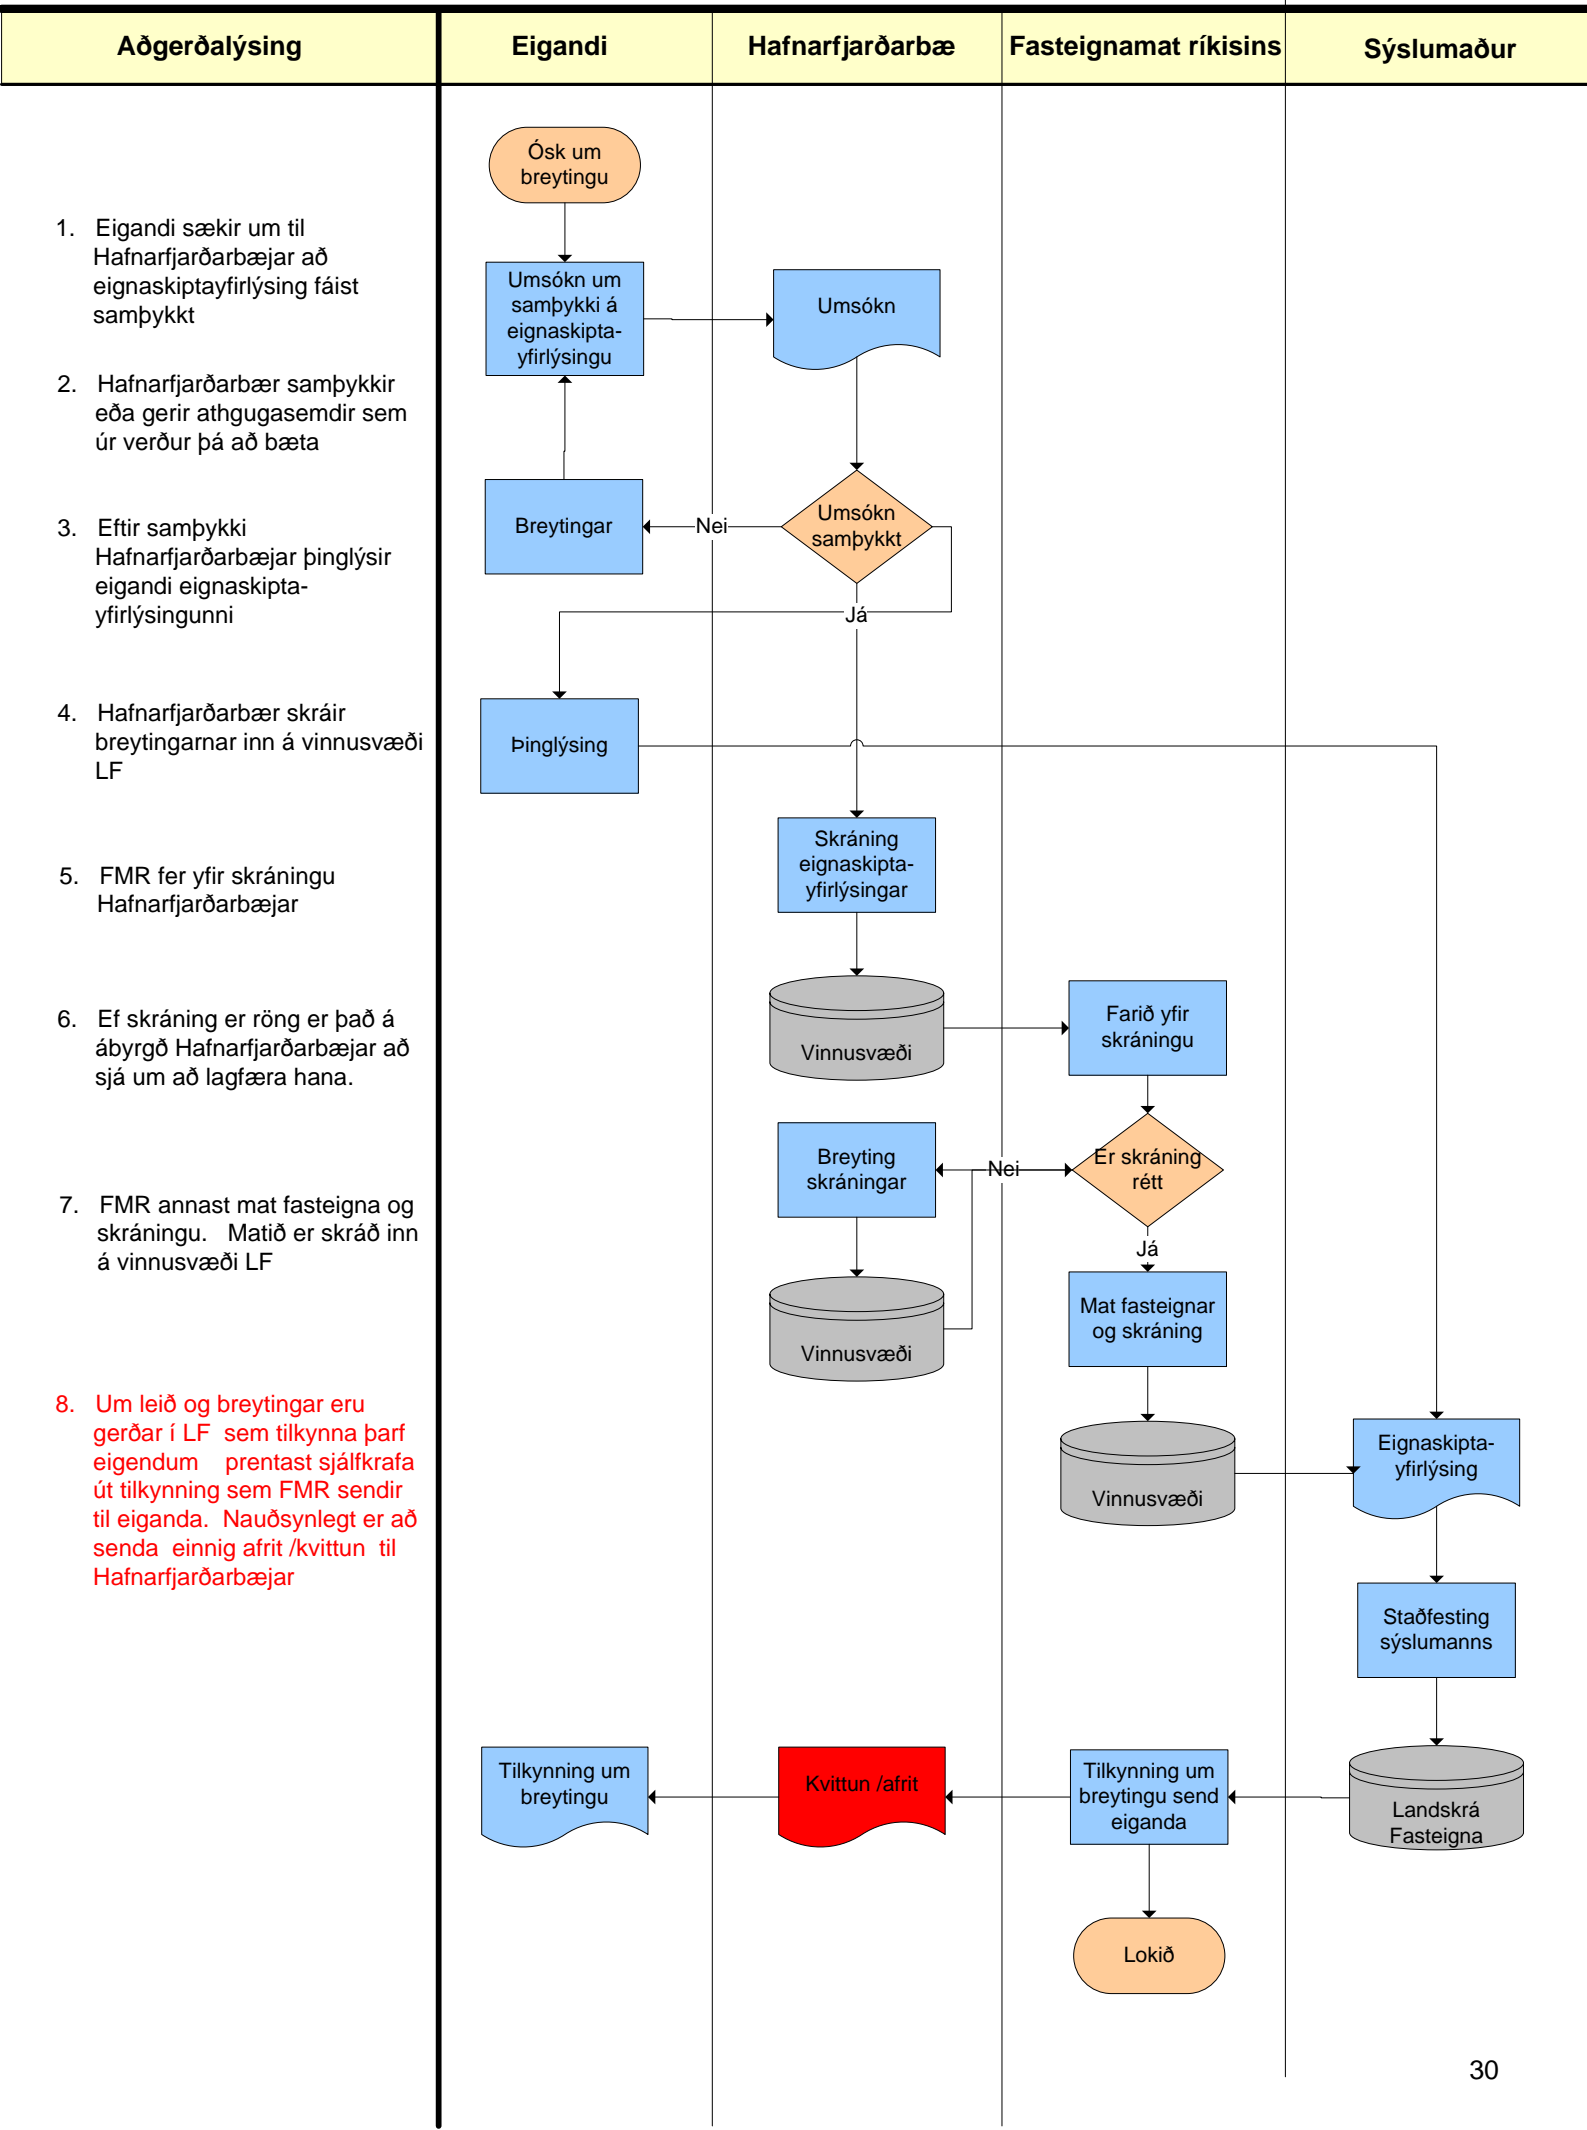 Aðgerðalýsing
Eigandi
Hafnarfjarðarbæ
Fasteignamat ríkisins
Sýslumaður
1. Eigandi sækir um til
Hafnarfjarðarbæjar að
eignaskiptayfirlýsing fáist
samþykkt
2. Hafnarfjarðarbær samþykkir
eða gerir athgugasemdir sem
úr verður þá að bæta
3. Eftir samþykki
Hafnarfjarðarbæjar þinglýsir
eigandi eignaskipta-
yfirlýsingunni
4. Hafnarfjarðarbær skráir
breytingarnar inn á vinnusvæði
LF
5. FMR fer yfir skráningu
Hafnarfjarðarbæjar
6. Ef skráning er röng er það á
ábyrgð Hafnarfjarðarbæjar að
sjá um að lagfæra hana.
7. FMR annast mat fasteigna og
skráningu. Matið er skráð inn
á vinnusvæði LF
8. Um leið og breytingar eru
gerðar í LF sem tilkynna þarf
eigendum prentast sjálfkrafa
út tilkynning sem FMR sendir
til eiganda. Nauðsynlegt er að
senda einnig afrit /kvittun til
Hafnarfjarðarbæjar
Ósk um
breytingu
Umsókn um
samþykki á
eignaskipta-
yfirlýsingu
Umsókn
Umsókn
samþykkt
Nei
Breytingar
Já
Þinglýsing
Skráning
eignaskipta-
yfirlýsingar
Vinnusvæði
Farið yfir
skráningu
Er skráning
rétt
Nei
Breyting
skráningar
Vinnusvæði
Já
Mat fasteignar
og skráning
Vinnusvæði
Eignaskipta-
yfirlýsing
Staðfesting
sýslumanns
Landskrá
Fasteigna
Tilkynning um
breytingu send
eiganda
Kvittun /afrit
Tilkynning um
breytingu
Lokið
30